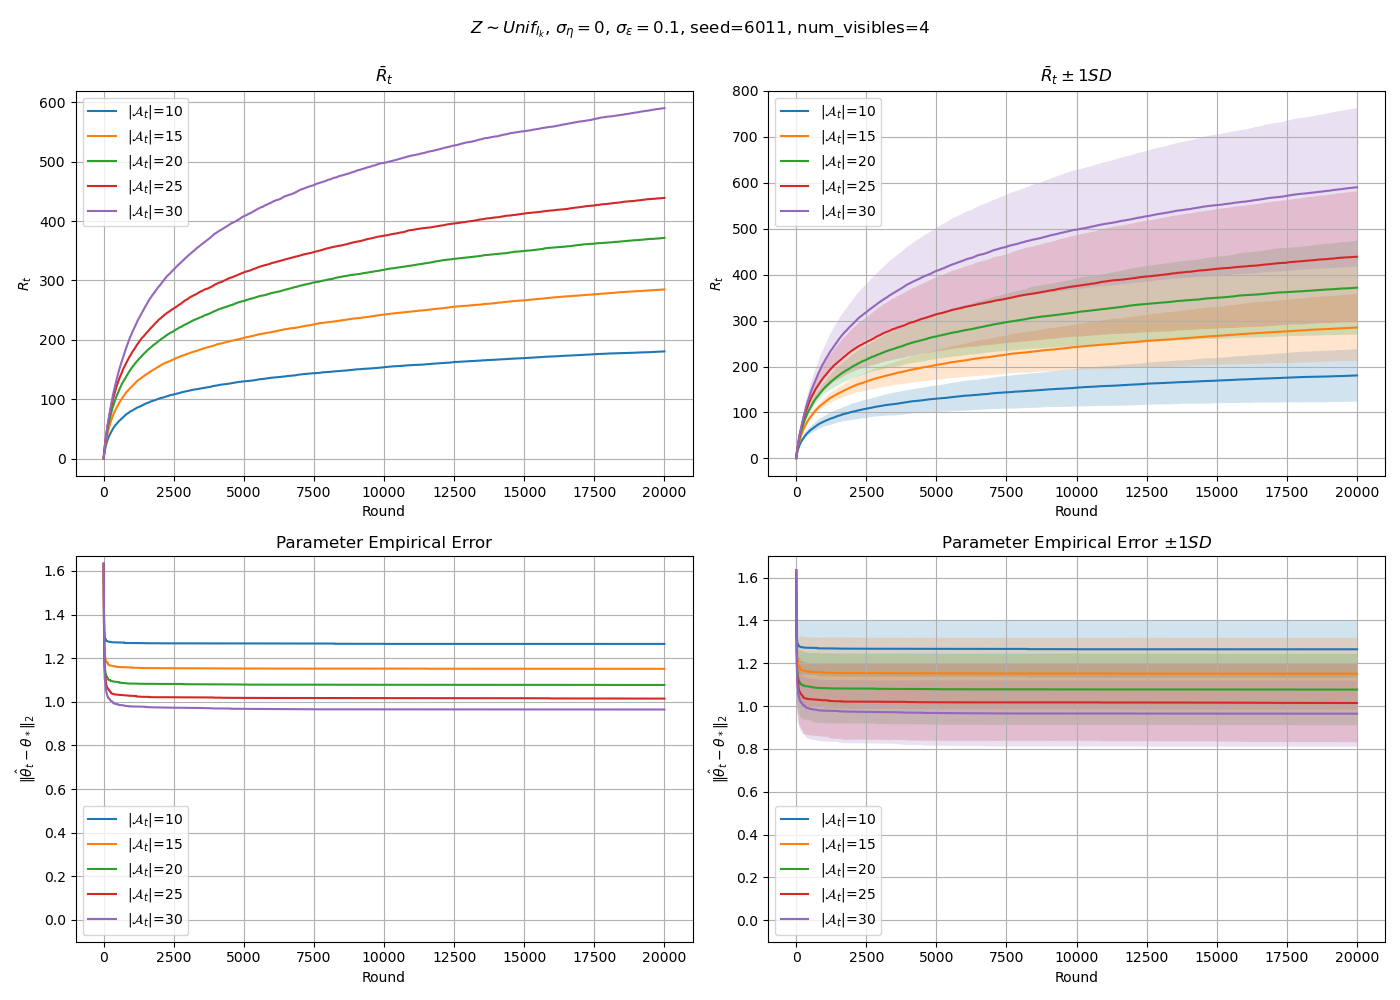 Z ∼ Unif_{I_k}, σ_η = 0, σ_ε = 0.1, seed=6011, num_visibles=4
R̄_t
R_t
600
500
400
300
200
100
0
|𝒜_t|=10
|𝒜_t|=15
|𝒜_t|=20
|𝒜_t|=25
|𝒜_t|=30
0 2500 5000 7500 10000 12500 15000 17500 20000
Round
R̄_t ± 1SD
R_t
800
700
600
500
400
300
200
100
0
|𝒜_t|=10
|𝒜_t|=15
|𝒜_t|=20
|𝒜_t|=25
|𝒜_t|=30
0 2500 5000 7500 10000 12500 15000 17500 20000
Round
Parameter Empirical Error
‖θ̂_t − θ_*‖_2
1.6
1.4
1.2
1.0
0.8
0.6
0.4
0.2
0.0
|𝒜_t|=10
|𝒜_t|=15
|𝒜_t|=20
|𝒜_t|=25
|𝒜_t|=30
0 2500 5000 7500 10000 12500 15000 17500 20000
Round
Parameter Empirical Error ±1SD
‖θ̂_t − θ_*‖_2
1.6
1.4
1.2
1.0
0.8
0.6
0.4
0.2
0.0
|𝒜_t|=10
|𝒜_t|=15
|𝒜_t|=20
|𝒜_t|=25
|𝒜_t|=30
0 2500 5000 7500 10000 12500 15000 17500 20000
Round